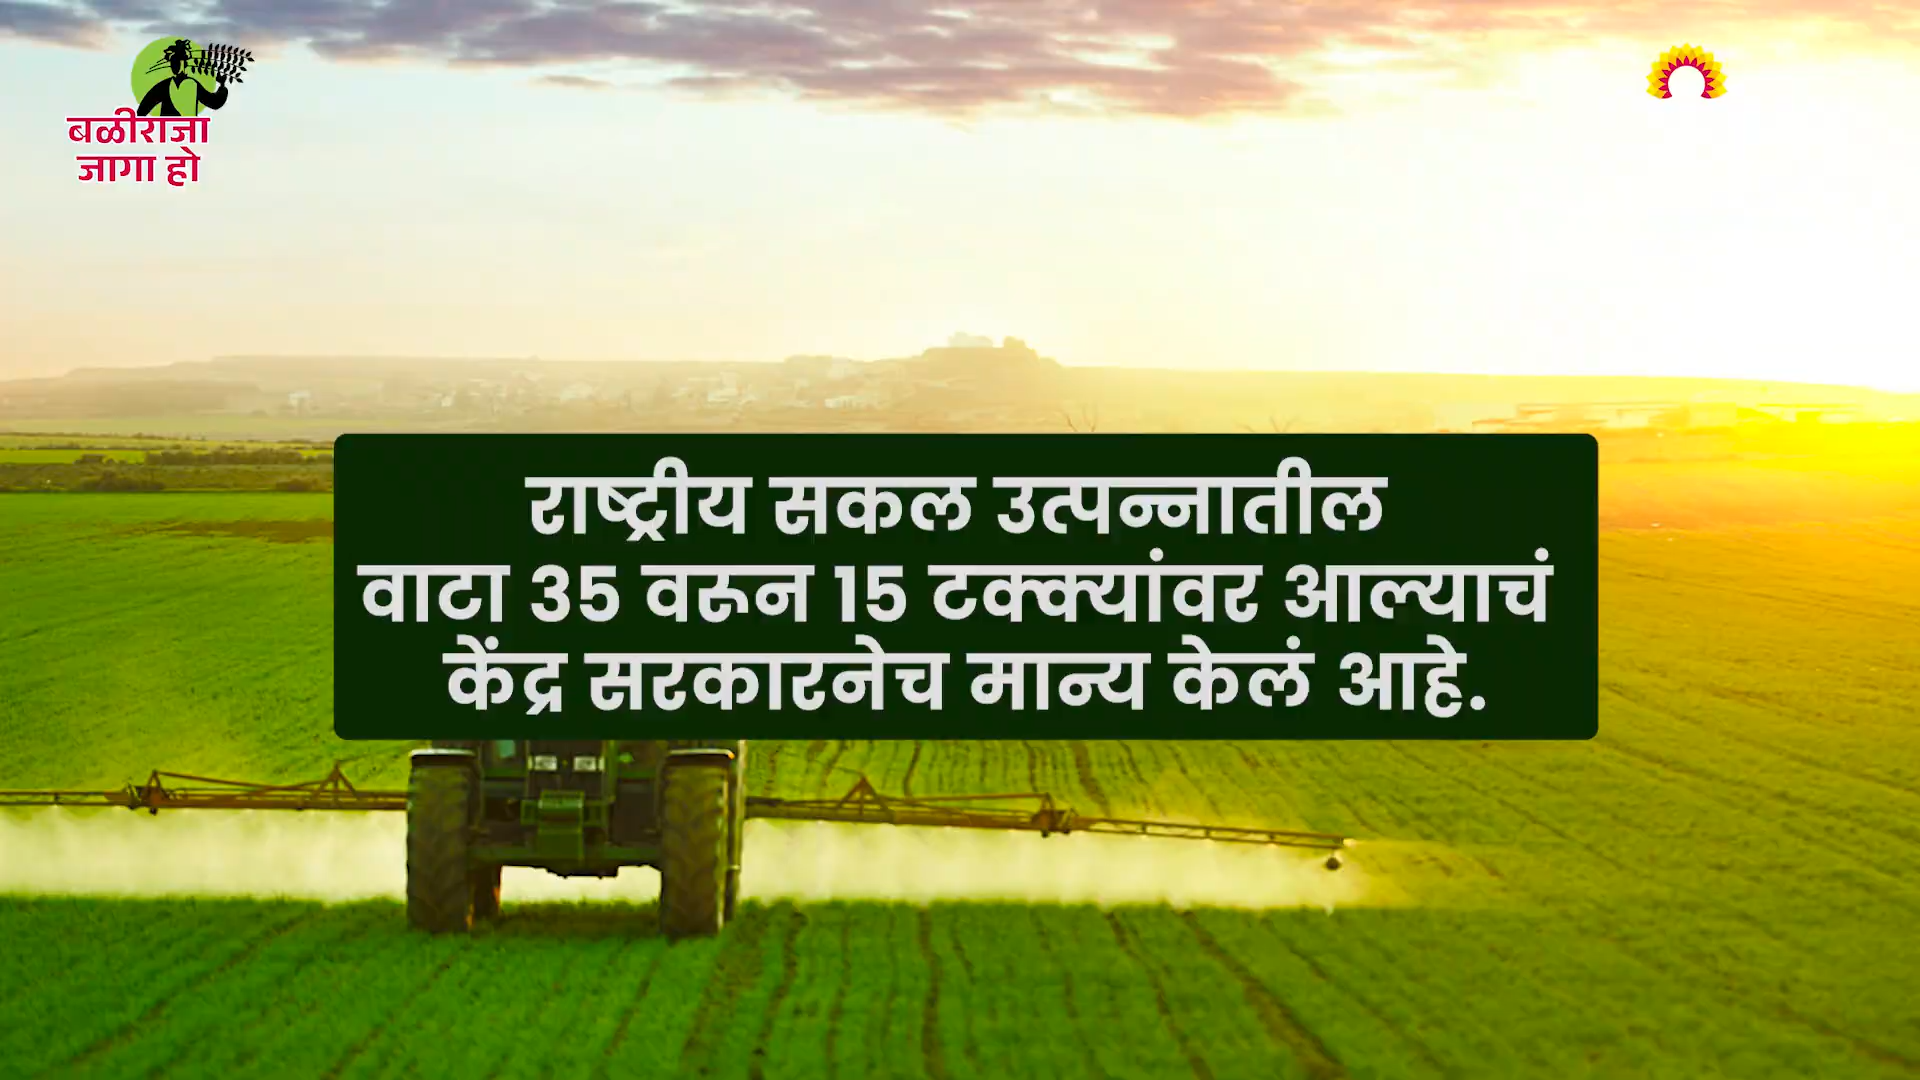 बळीराजा
जागा हो
राष्ट्रीय सकल उत्पन्नातील
वाटा 35 वरून 15 टक्क्यांवर आल्याचं
केंद्र सरकारनेच मान्य केलं आहे.